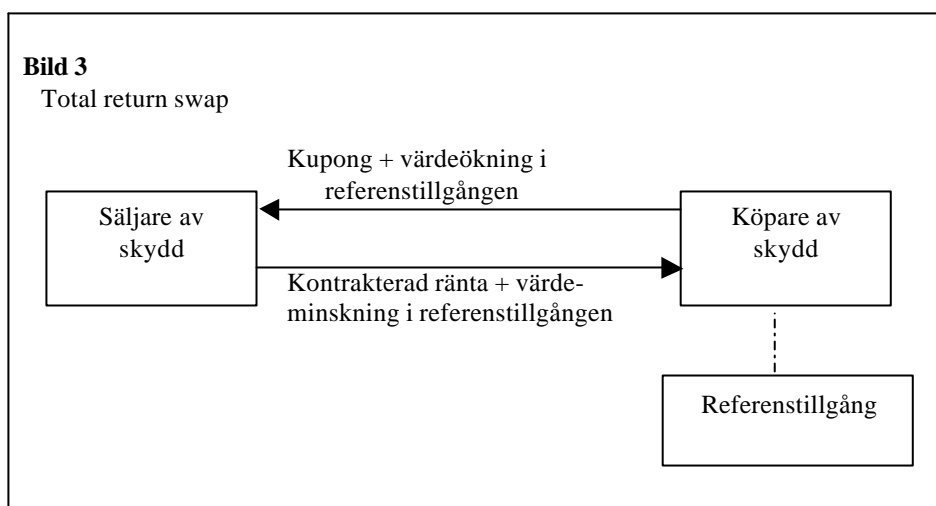 Bild 3
Total return swap
Kupong + värdeökning i
referenstillgången
Säljare av
skydd
Köpare av
skydd
Kontrakterad ränta + värde-
minskning i referenstillgången
Referenstillgång